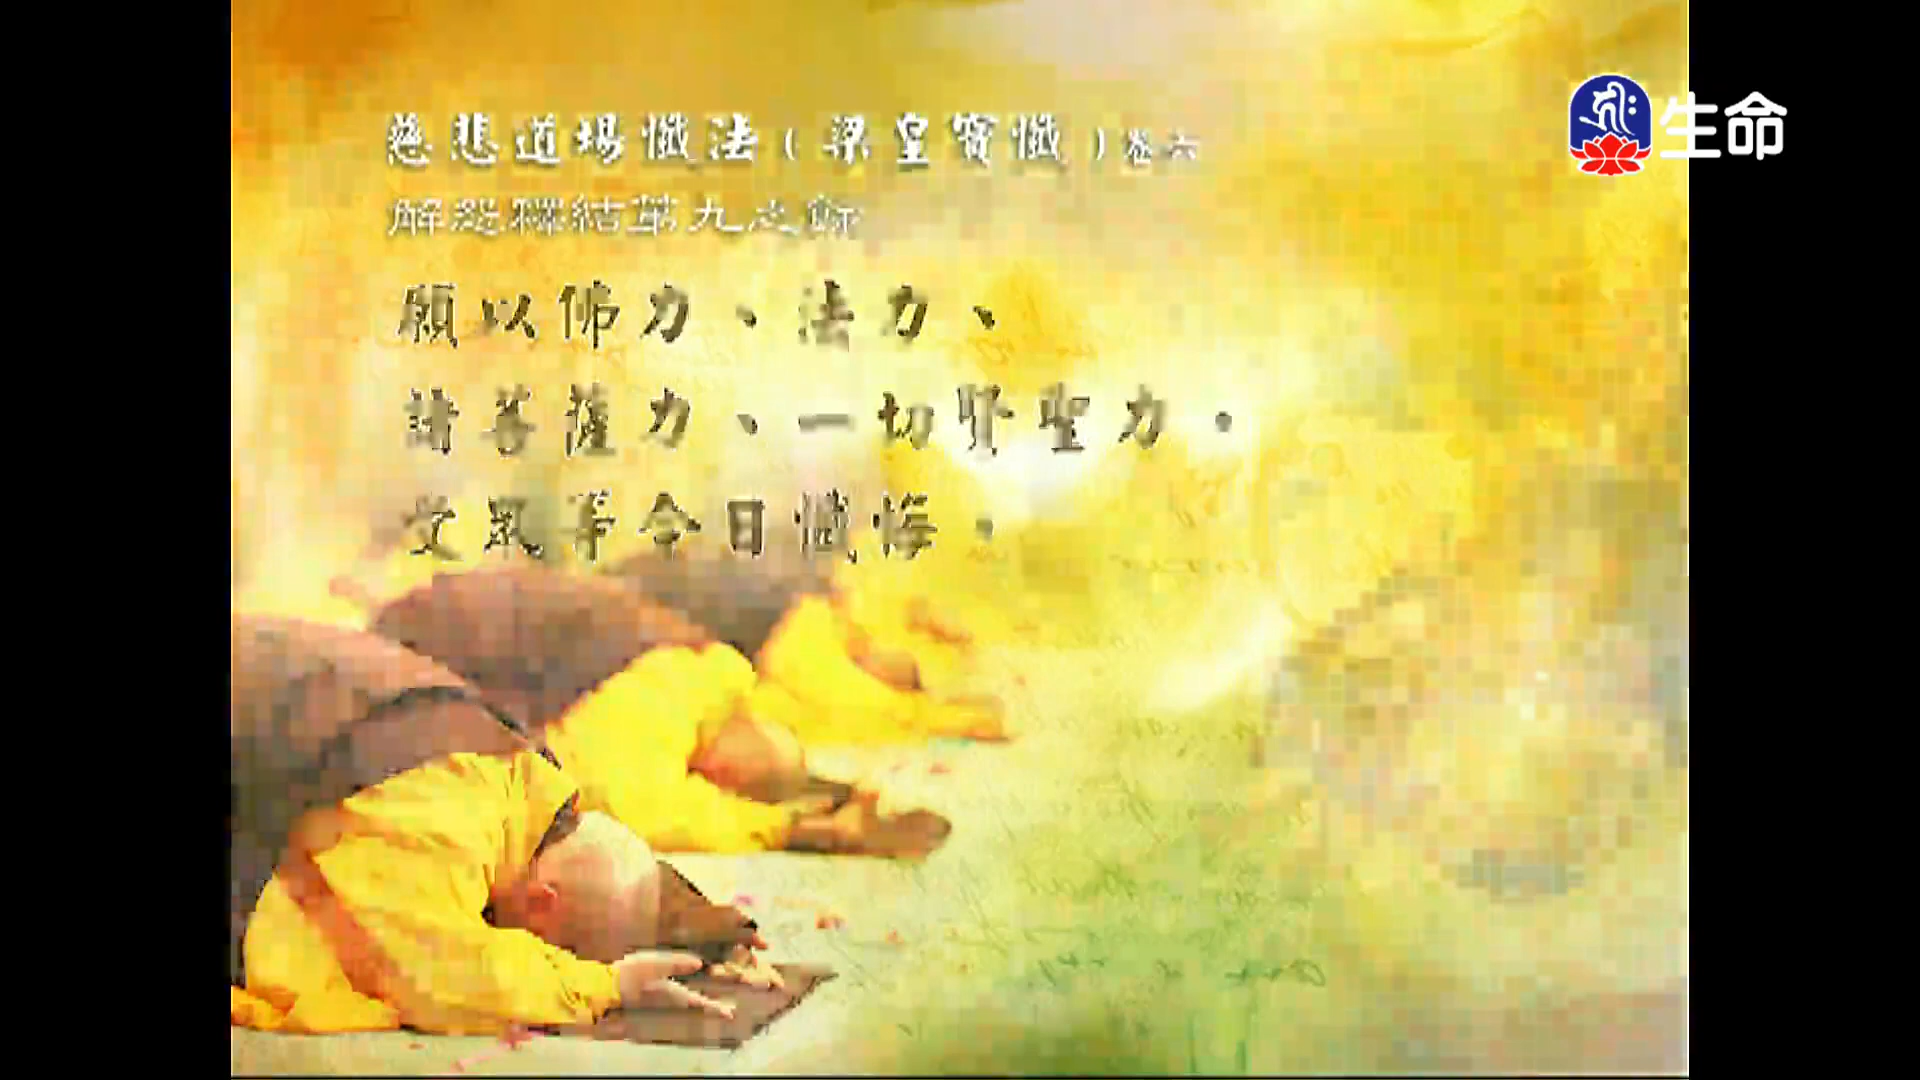 慈悲道場懺法(梁皇寶懺)卷六
解冤釋結第九之餘
願以佛力、法力、
諸菩薩力、一切賢聖力。
令眾等今日懺悔。
生命